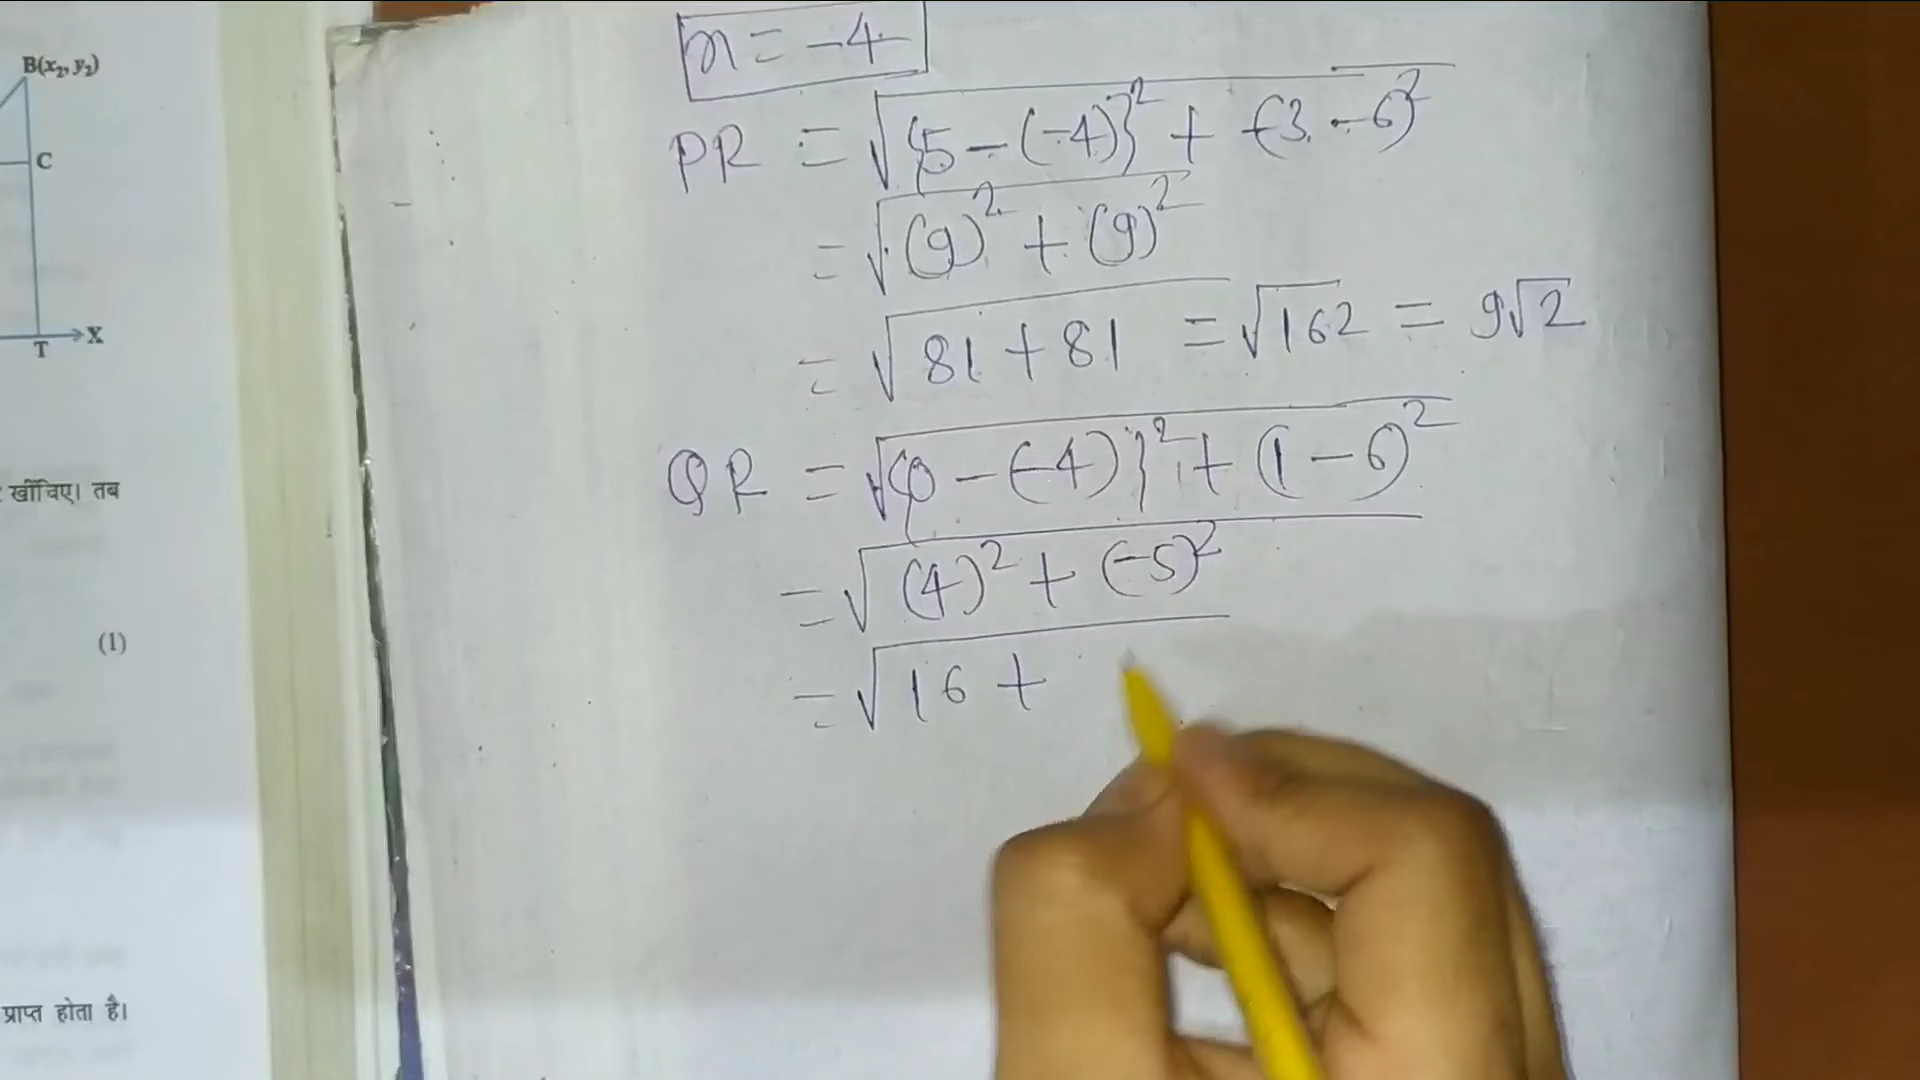 B(x₂, y₂)
C
T
X
खींचिए। तब
(1)
प्राप्त होता है।
x = -4
PR = √{5 - (-4)}² + (-3 - 6)²
= √(9)² + (9)²
= √81 + 81 = √162 = 9√2
QR = √{0 - (-4)}² + (1 - 6)²
= √(4)² + (-5)²
= √16 +